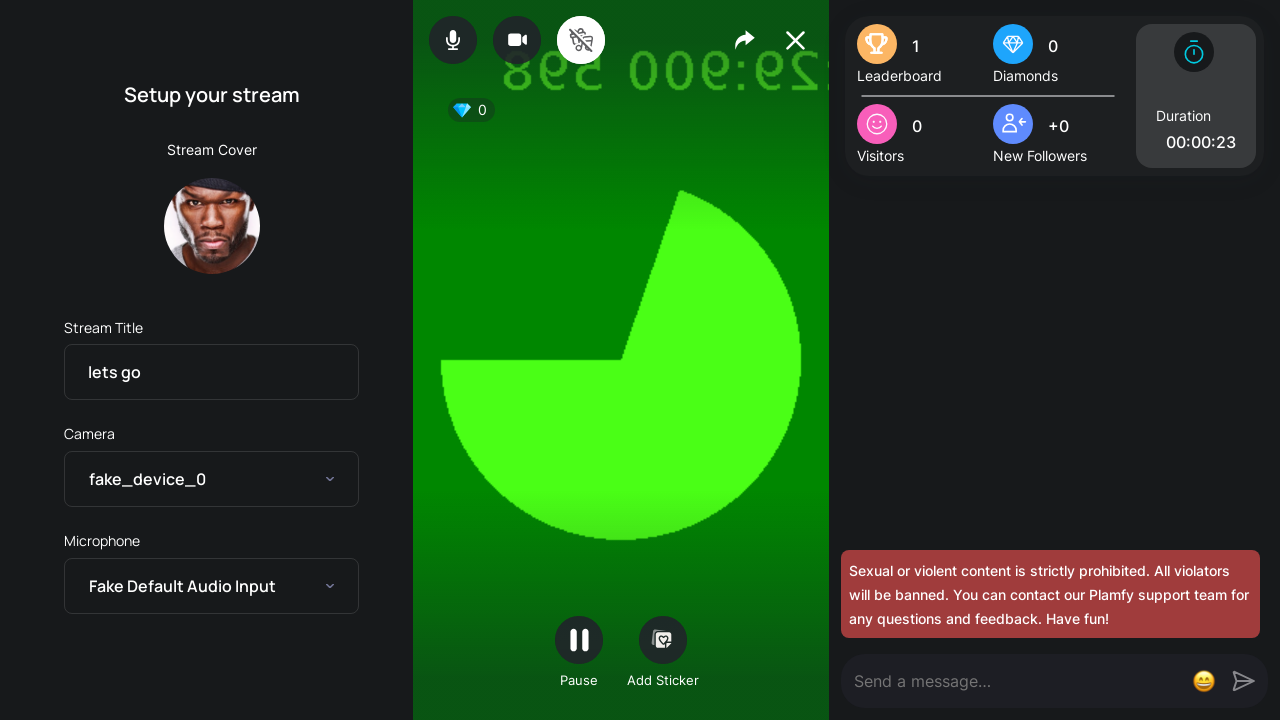 Setup your stream
Stream Cover
Stream Title
lets go
Camera
fake_device_0
Microphone
Fake Default Audio Input
0
Pause
Add Sticker
1
Leaderboard
0
Diamonds
0
Visitors
+0
New Followers
Duration
00:00:23
Sexual or violent content is strictly prohibited. All violators
will be banned. You can contact our Plamfy support team for
any questions and feedback. Have fun!
Send a message...